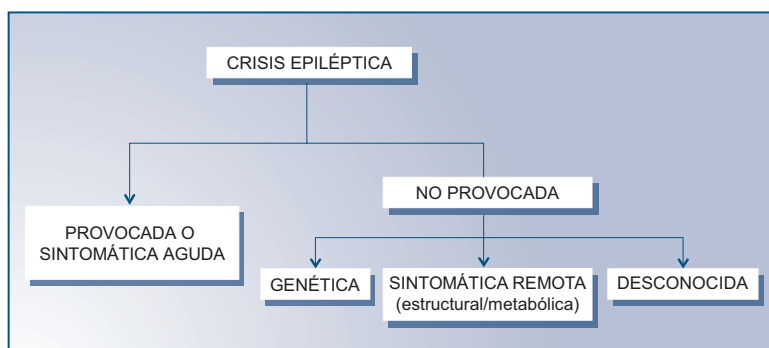 CRISIS EPILÉPTICA
NO PROVOCADA
PROVOCADA O
SINTOMÁTICA AGUDA
GENÉTICA
SINTOMÁTICA REMOTA
(estructural/metabólica)
DESCONOCIDA